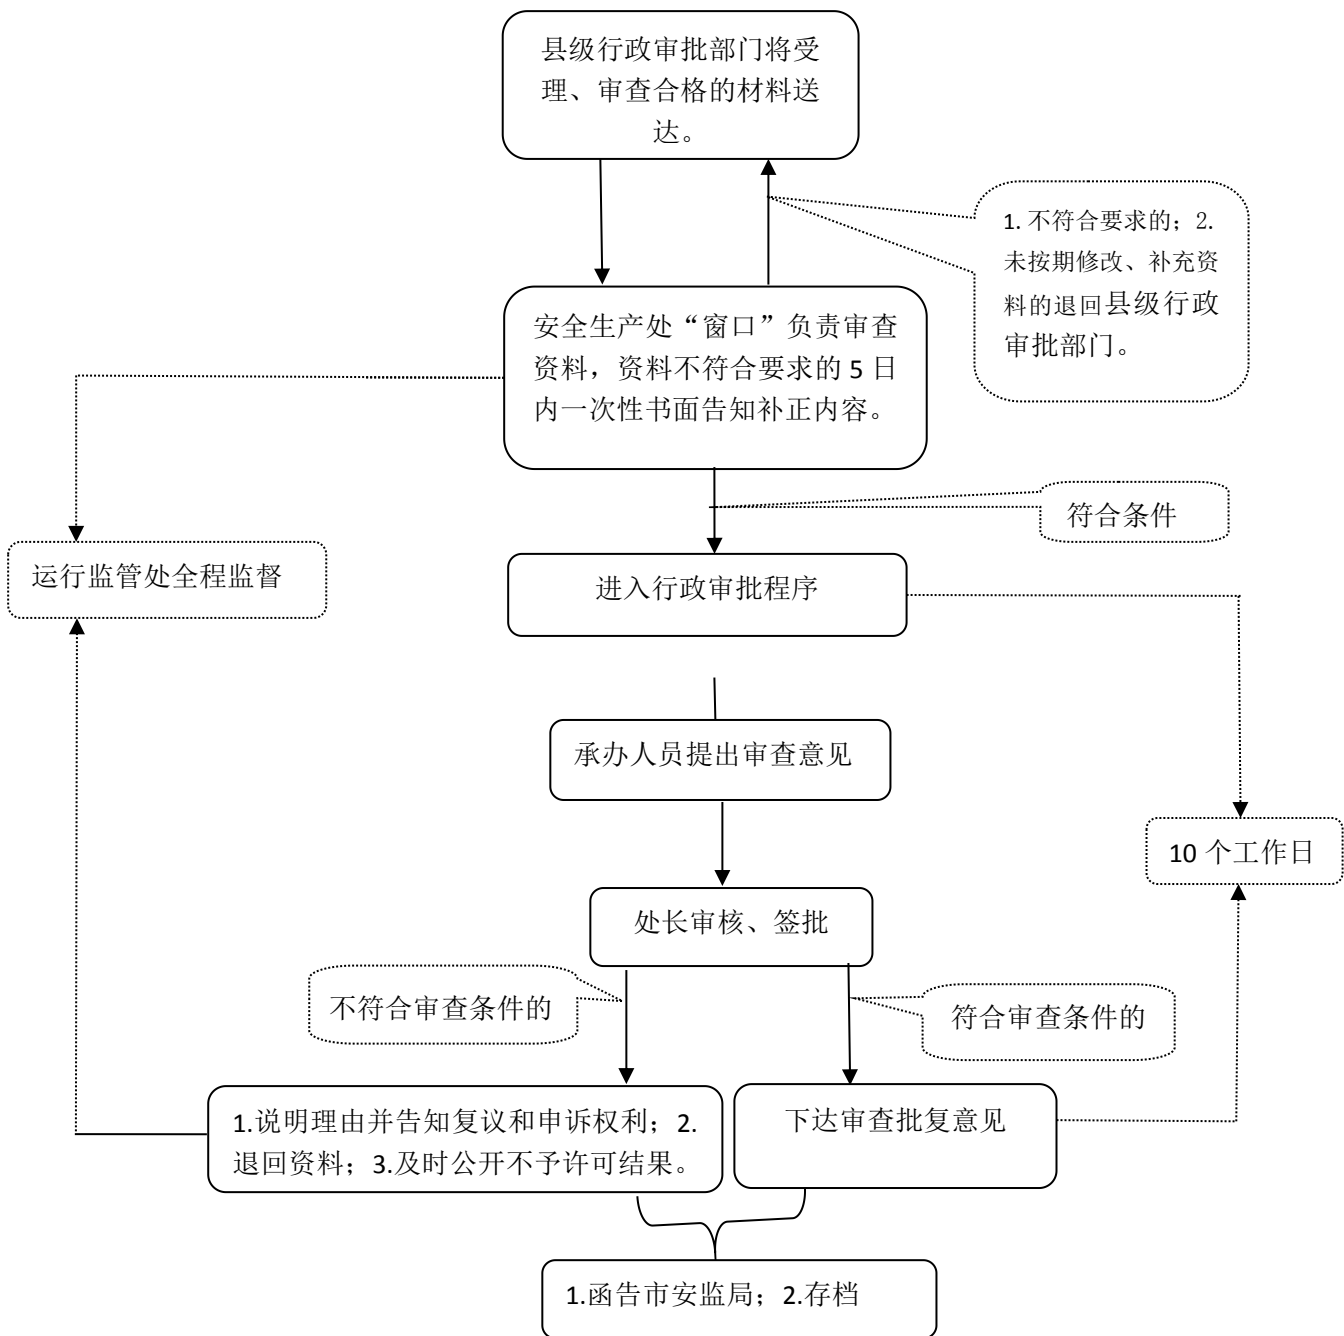 县级行政审批部门将受
理、审查合格的材料送
达。
1. 不符合要求的；2.
未按期修改、补充资
料的退回县级行政
审批部门。
安全生产处“窗口”负责审查
资料，资料不符合要求的 5 日
内一次性书面告知补正内容。
符合条件
运行监管处全程监督
进入行政审批程序
承办人员提出审查意见
10 个工作日
处长审核、签批
不符合审查条件的
符合审查条件的
1.说明理由并告知复议和申诉权利；2.
退回资料；3.及时公开不予许可结果。
下达审查批复意见
1.函告市安监局；2.存档